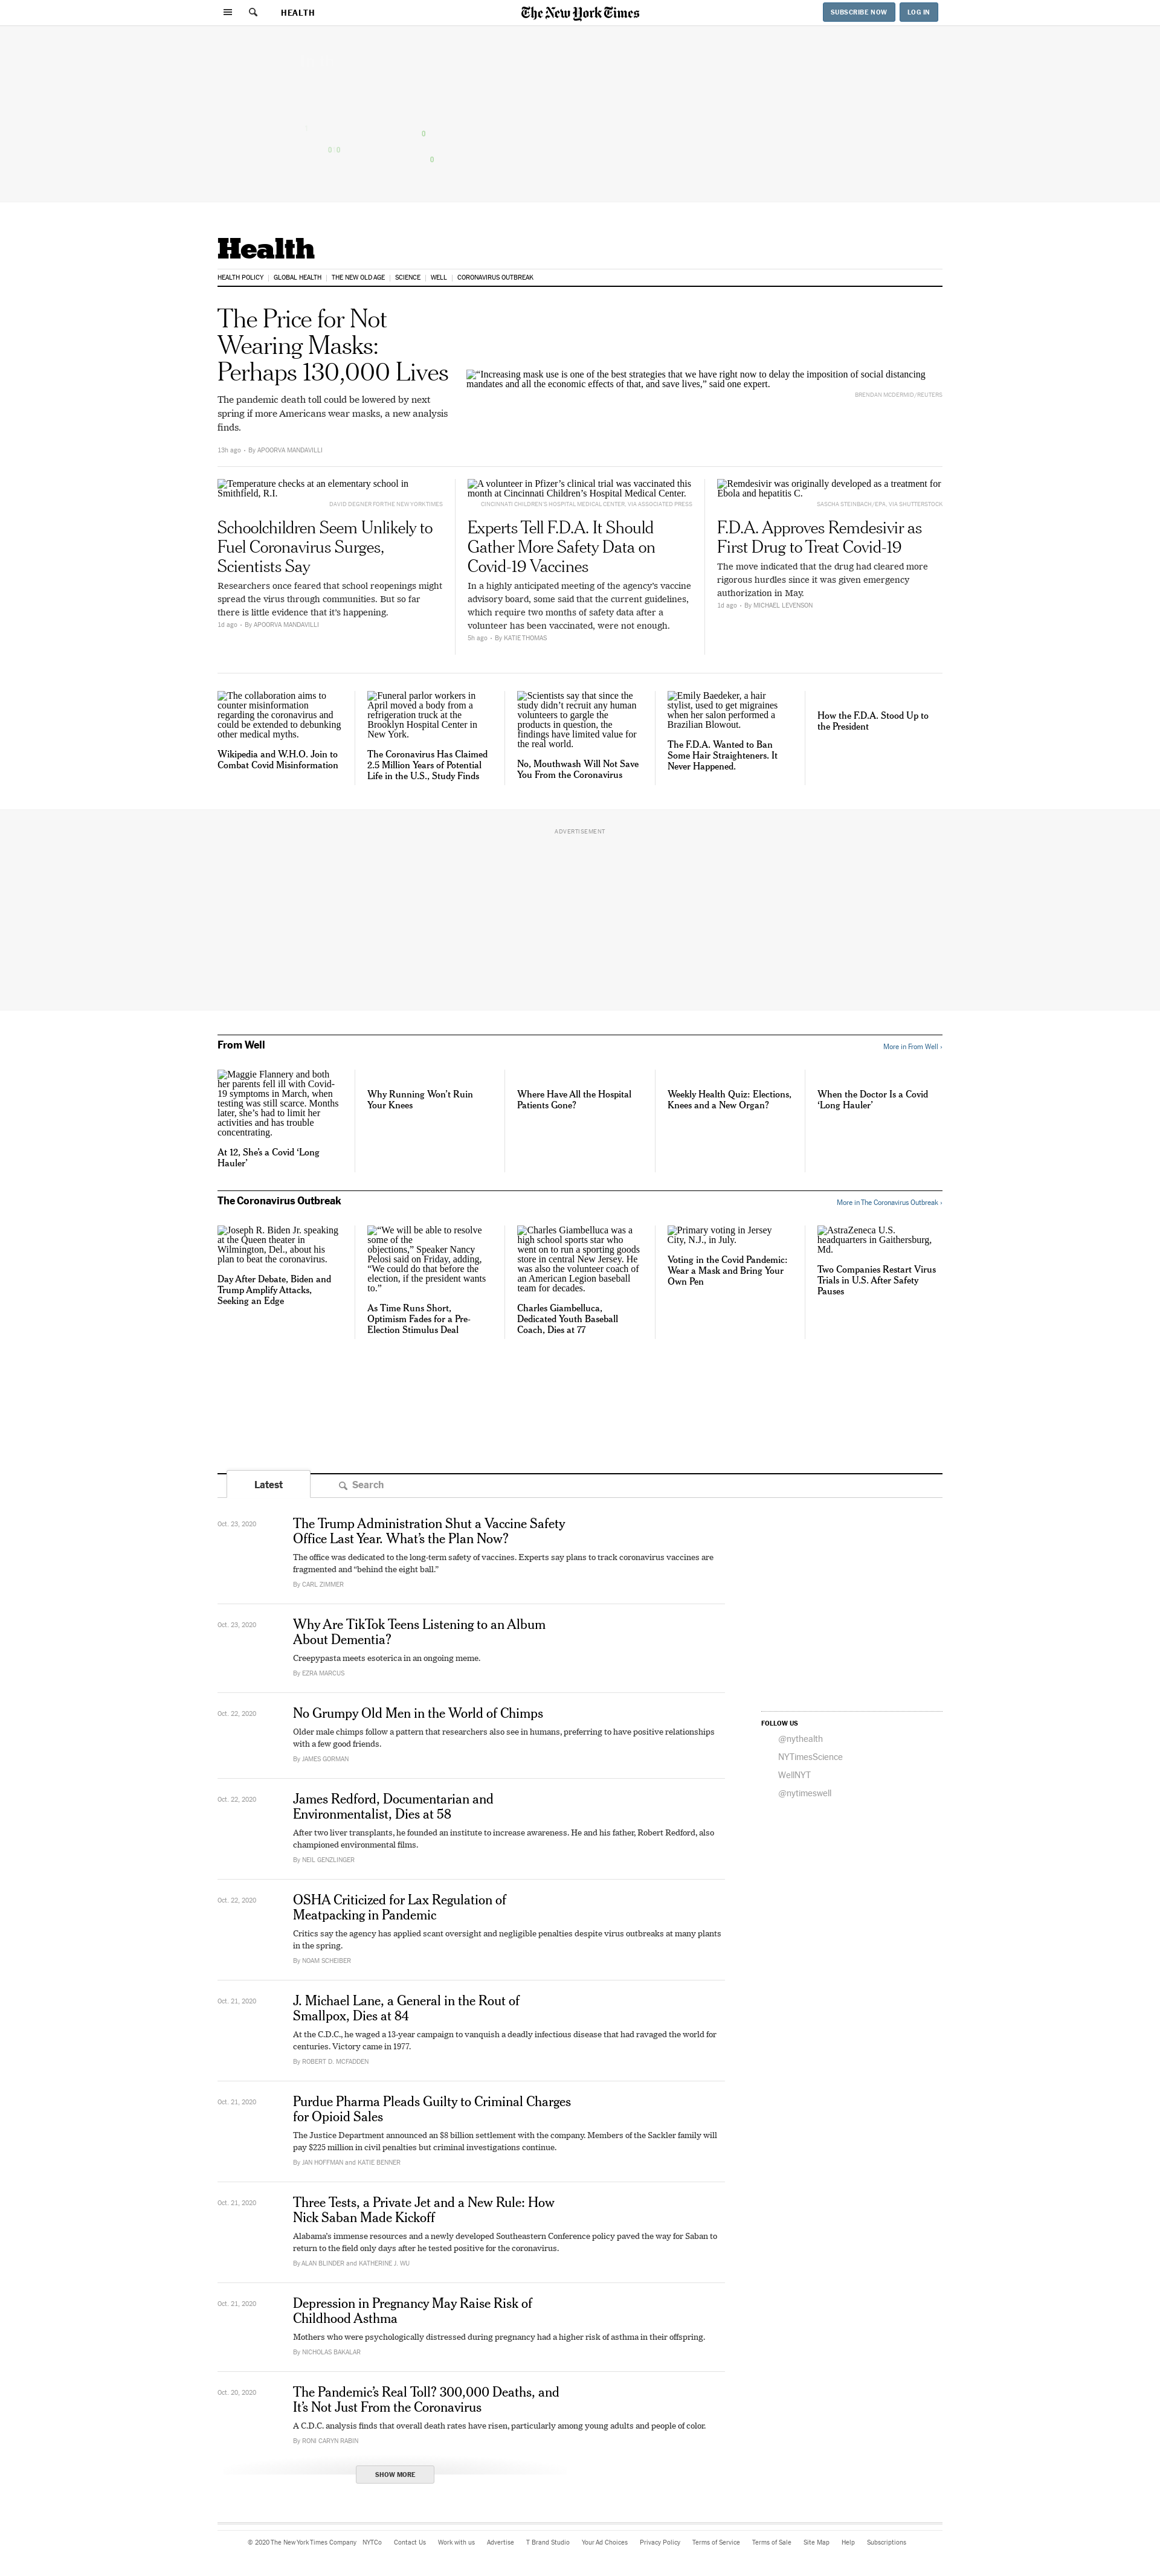 HEALTH
The New York Times
SUBSCRIBE NOW
LOG IN
0
0 0
0
Health
HEALTH POLICY
GLOBAL HEALTH
THE NEW OLD AGE
SCIENCE
WELL
CORONAVIRUS OUTBREAK
The Price for Not
Wearing Masks:
Perhaps 130,000 Lives
The pandemic death toll could be lowered by next
spring if more Americans wear masks, a new analysis
finds.
13h ago · By APOORVA MANDAVILLI
“Increasing mask use is one of the best strategies that we have right now to delay the imposition of social distancing
mandates and all the economic effects of that, and save lives,” said one expert.
BRENDAN MCDERMID/REUTERS
Temperature checks at an elementary school in
Smithfield, R.I.
DAVID DEGNER FOR THE NEW YORK TIMES
Schoolchildren Seem Unlikely to
Fuel Coronavirus Surges,
Scientists Say
Researchers once feared that school reopenings might
spread the virus through communities. But so far
there is little evidence that it’s happening.
1d ago · By APOORVA MANDAVILLI
A volunteer in Pfizer’s clinical trial was vaccinated this
month at Cincinnati Children’s Hospital Medical Center.
CINCINNATI CHILDREN'S HOSPITAL MEDICAL CENTER, VIA ASSOCIATED PRESS
Experts Tell F.D.A. It Should
Gather More Safety Data on
Covid-19 Vaccines
In a highly anticipated meeting of the agency’s vaccine
advisory board, some said that the current guidelines,
which require two months of safety data after a
volunteer has been vaccinated, were not enough.
5h ago · By KATIE THOMAS
Remdesivir was originally developed as a treatment for
Ebola and hepatitis C.
SASCHA STEINBACH/EPA, VIA SHUTTERSTOCK
F.D.A. Approves Remdesivir as
First Drug to Treat Covid-19
The move indicated that the drug had cleared more
rigorous hurdles since it was given emergency
authorization in May.
1d ago · By MICHAEL LEVENSON
The collaboration aims to
counter misinformation
regarding the coronavirus and
could be extended to debunking
other medical myths.
Wikipedia and W.H.O. Join to
Combat Covid Misinformation
Funeral parlor workers in
April moved a body from a
refrigeration truck at the
Brooklyn Hospital Center in
New York.
The Coronavirus Has Claimed
2.5 Million Years of Potential
Life in the U.S., Study Finds
Scientists say that since the
study didn’t recruit any human
volunteers to gargle the
products in question, the
findings have limited value for
the real world.
No, Mouthwash Will Not Save
You From the Coronavirus
Emily Baedeker, a hair
stylist, used to get migraines
when her salon performed a
Brazilian Blowout.
The F.D.A. Wanted to Ban
Some Hair Straighteners. It
Never Happened.
How the F.D.A. Stood Up to
the President
ADVERTISEMENT
From Well
More in From Well ›
Maggie Flannery and both
her parents fell ill with Covid-
19 symptoms in March, when
testing was still scarce. Months
later, she’s had to limit her
activities and has trouble
concentrating.
At 12, She’s a Covid ‘Long
Hauler’
Why Running Won’t Ruin
Your Knees
Where Have All the Hospital
Patients Gone?
Weekly Health Quiz: Elections,
Knees and a New Organ?
When the Doctor Is a Covid
‘Long Hauler’
The Coronavirus Outbreak
More in The Coronavirus Outbreak ›
Joseph R. Biden Jr. speaking
at the Queen theater in
Wilmington, Del., about his
plan to beat the coronavirus.
Day After Debate, Biden and
Trump Amplify Attacks,
Seeking an Edge
“We will be able to resolve
some of the
objections,” Speaker Nancy
Pelosi said on Friday, adding,
“We could do that before the
election, if the president wants
to.”
As Time Runs Short,
Optimism Fades for a Pre-
Election Stimulus Deal
Charles Giambelluca was a
high school sports star who
went on to run a sporting goods
store in central New Jersey. He
was also the volunteer coach of
an American Legion baseball
team for decades.
Charles Giambelluca,
Dedicated Youth Baseball
Coach, Dies at 77
Primary voting in Jersey
City, N.J., in July.
Voting in the Covid Pandemic:
Wear a Mask and Bring Your
Own Pen
AstraZeneca U.S.
headquarters in Gaithersburg,
Md.
Two Companies Restart Virus
Trials in U.S. After Safety
Pauses
Latest
Search
Oct. 23, 2020
The Trump Administration Shut a Vaccine Safety
Office Last Year. What’s the Plan Now?
The office was dedicated to the long-term safety of vaccines. Experts say plans to track coronavirus vaccines are
fragmented and “behind the eight ball.”
By CARL ZIMMER
Oct. 23, 2020
Why Are TikTok Teens Listening to an Album
About Dementia?
Creepypasta meets esoterica in an ongoing meme.
By EZRA MARCUS
Oct. 22, 2020
No Grumpy Old Men in the World of Chimps
Older male chimps follow a pattern that researchers also see in humans, preferring to have positive relationships
with a few good friends.
By JAMES GORMAN
FOLLOW US
@nythealth
NYTimesScience
WellNYT
@nytimeswell
Oct. 22, 2020
James Redford, Documentarian and
Environmentalist, Dies at 58
After two liver transplants, he founded an institute to increase awareness. He and his father, Robert Redford, also
championed environmental films.
By NEIL GENZLINGER
Oct. 22, 2020
OSHA Criticized for Lax Regulation of
Meatpacking in Pandemic
Critics say the agency has applied scant oversight and negligible penalties despite virus outbreaks at many plants
in the spring.
By NOAM SCHEIBER
Oct. 21, 2020
J. Michael Lane, a General in the Rout of
Smallpox, Dies at 84
At the C.D.C., he waged a 13-year campaign to vanquish a deadly infectious disease that had ravaged the world for
centuries. Victory came in 1977.
By ROBERT D. MCFADDEN
Oct. 21, 2020
Purdue Pharma Pleads Guilty to Criminal Charges
for Opioid Sales
The Justice Department announced an $8 billion settlement with the company. Members of the Sackler family will
pay $225 million in civil penalties but criminal investigations continue.
By JAN HOFFMAN and KATIE BENNER
Oct. 21, 2020
Three Tests, a Private Jet and a New Rule: How
Nick Saban Made Kickoff
Alabama’s immense resources and a newly developed Southeastern Conference policy paved the way for Saban to
return to the field only days after he tested positive for the coronavirus.
By ALAN BLINDER and KATHERINE J. WU
Oct. 21, 2020
Depression in Pregnancy May Raise Risk of
Childhood Asthma
Mothers who were psychologically distressed during pregnancy had a higher risk of asthma in their offspring.
By NICHOLAS BAKALAR
Oct. 20, 2020
The Pandemic’s Real Toll? 300,000 Deaths, and
It’s Not Just From the Coronavirus
A C.D.C. analysis finds that overall death rates have risen, particularly among young adults and people of color.
By RONI CARYN RABIN
SHOW MORE
© 2020 The New York Times Company
NYTCo
Contact Us
Work with us
Advertise
T Brand Studio
Your Ad Choices
Privacy Policy
Terms of Service
Terms of Sale
Site Map
Help
Subscriptions